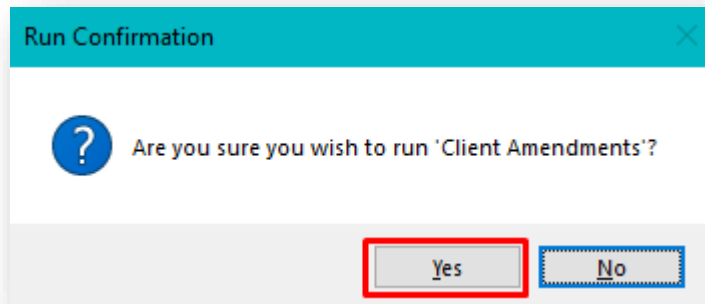 Run Confirmation
?
Are you sure you wish to run 'Client Amendments'?
Yes No